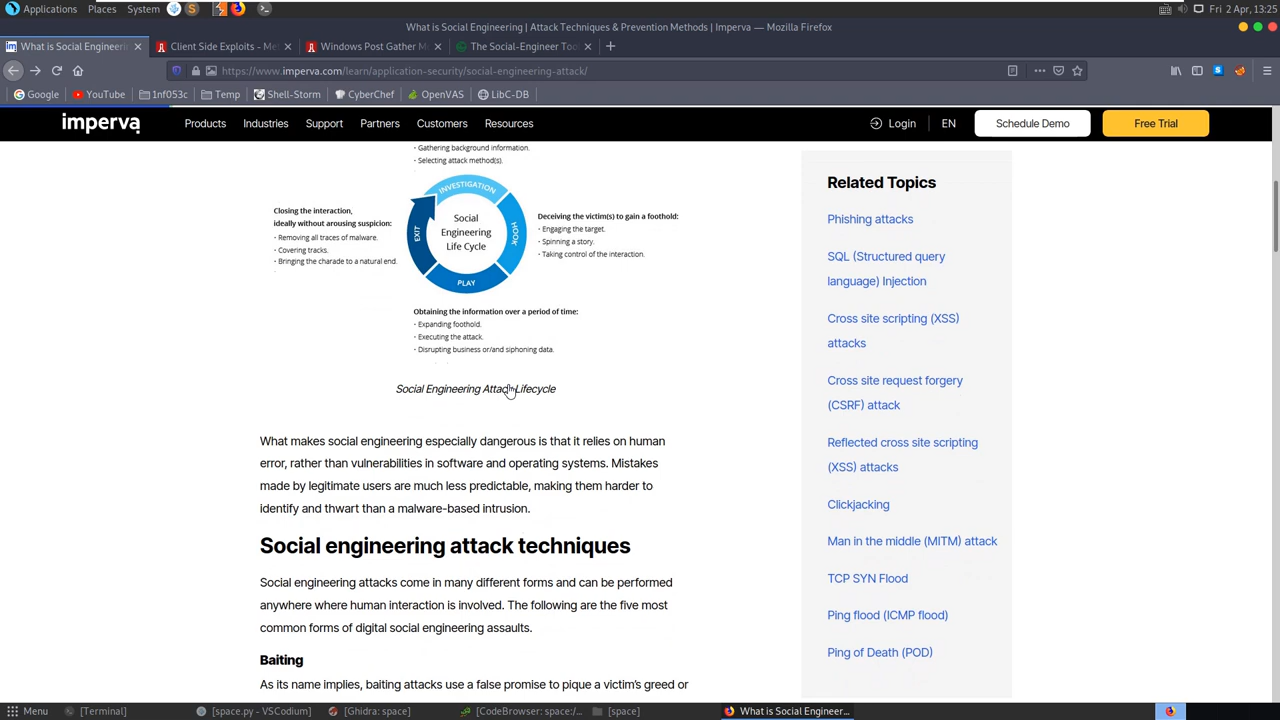 Applications Places System Fri 2 Apr, 13:25
What is Social Engineering | Attack Techniques & Prevention Methods | Imperva — Mozilla Firefox
What is Social Engineerin × Client Side Exploits - Me × Windows Post Gather M × The Social-Engineer Too × +
https://www.imperva.com/learn/application-security/social-engineering-attack/
Google YouTube 1nf053c Temp Shell-Storm CyberChef OpenVAS LibC-DB
imperva Products Industries Support Partners Customers Resources Login EN Schedule Demo Free Trial
· Gathering background information.
· Selecting attack method(s).
INVESTIGATION
HOOK
PLAY
EXIT
Social
Engineering
Life Cycle
Closing the interaction,
ideally without arousing suspicion:
· Removing all traces of malware.
· Covering tracks.
· Bringing the charade to a natural end.
Deceiving the victim(s) to gain a foothold:
· Engaging the target.
· Spinning a story.
· Taking control of the interaction.
Obtaining the information over a period of time:
· Expanding foothold.
· Executing the attack.
· Disrupting business or/and siphoning data.
Social Engineering Attack Lifecycle
What makes social engineering especially dangerous is that it relies on human
error, rather than vulnerabilities in software and operating systems. Mistakes
made by legitimate users are much less predictable, making them harder to
identify and thwart than a malware-based intrusion.
Social engineering attack techniques
Social engineering attacks come in many different forms and can be performed
anywhere where human interaction is involved. The following are the five most
common forms of digital social engineering assaults.
Baiting
As its name implies, baiting attacks use a false promise to pique a victim's greed or
Related Topics
Phishing attacks
SQL (Structured query
language) Injection
Cross site scripting (XSS)
attacks
Cross site request forgery
(CSRF) attack
Reflected cross site scripting
(XSS) attacks
Clickjacking
Man in the middle (MITM) attack
TCP SYN Flood
Ping flood (ICMP flood)
Ping of Death (POD)
Menu [Terminal] [space.py - VSCodium] [Ghidra: space] [CodeBrowser: space:/... [space] What is Social Engineer...